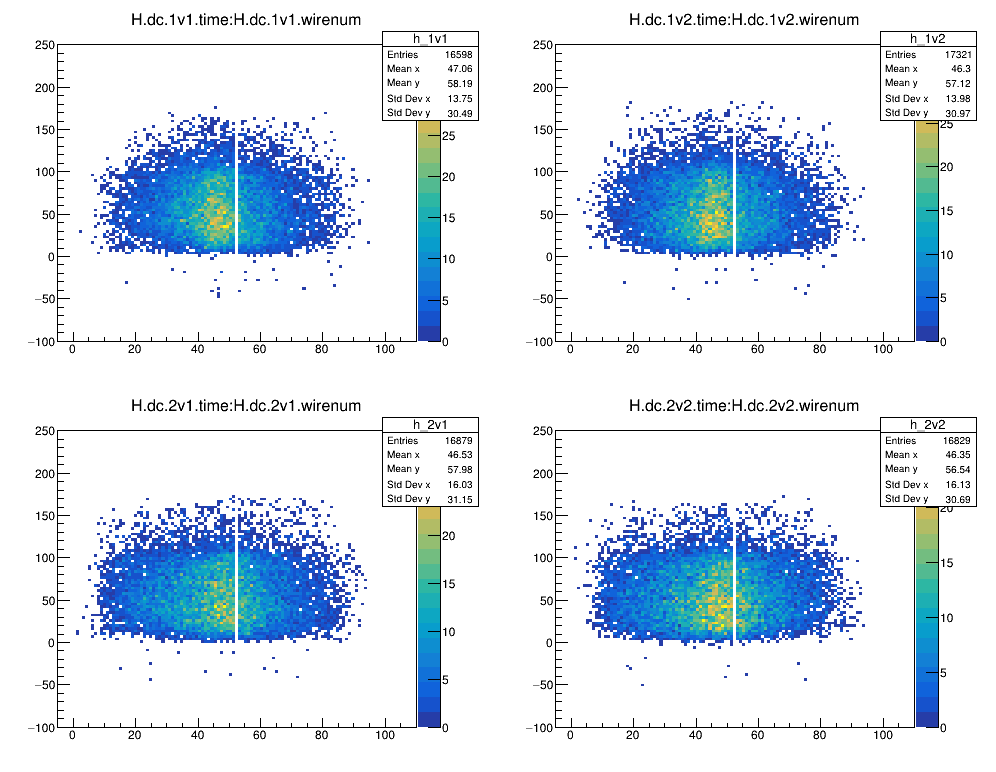 H.dc.1v1.time:H.dc.1v1.wirenum
h_1v1
Entries 16598
Mean x 47.06
Mean y 58.19
Std Dev x 13.75
Std Dev y 30.49
250
200
150
100
50
0
−50
−100
0 20 40 60 80 100
25
20
15
10
5
0
H.dc.1v2.time:H.dc.1v2.wirenum
h_1v2
Entries 17321
Mean x 46.3
Mean y 57.12
Std Dev x 13.98
Std Dev y 30.97
250
200
150
100
50
0
−50
−100
0 20 40 60 80 100
25
20
15
10
5
0
H.dc.2v1.time:H.dc.2v1.wirenum
h_2v1
Entries 16879
Mean x 46.53
Mean y 57.98
Std Dev x 16.03
Std Dev y 31.15
250
200
150
100
50
0
−50
−100
0 20 40 60 80 100
20
15
10
5
0
H.dc.2v2.time:H.dc.2v2.wirenum
h_2v2
Entries 16829
Mean x 46.35
Mean y 56.54
Std Dev x 16.13
Std Dev y 30.69
250
200
150
100
50
0
−50
−100
0 20 40 60 80 100
20
15
10
5
0